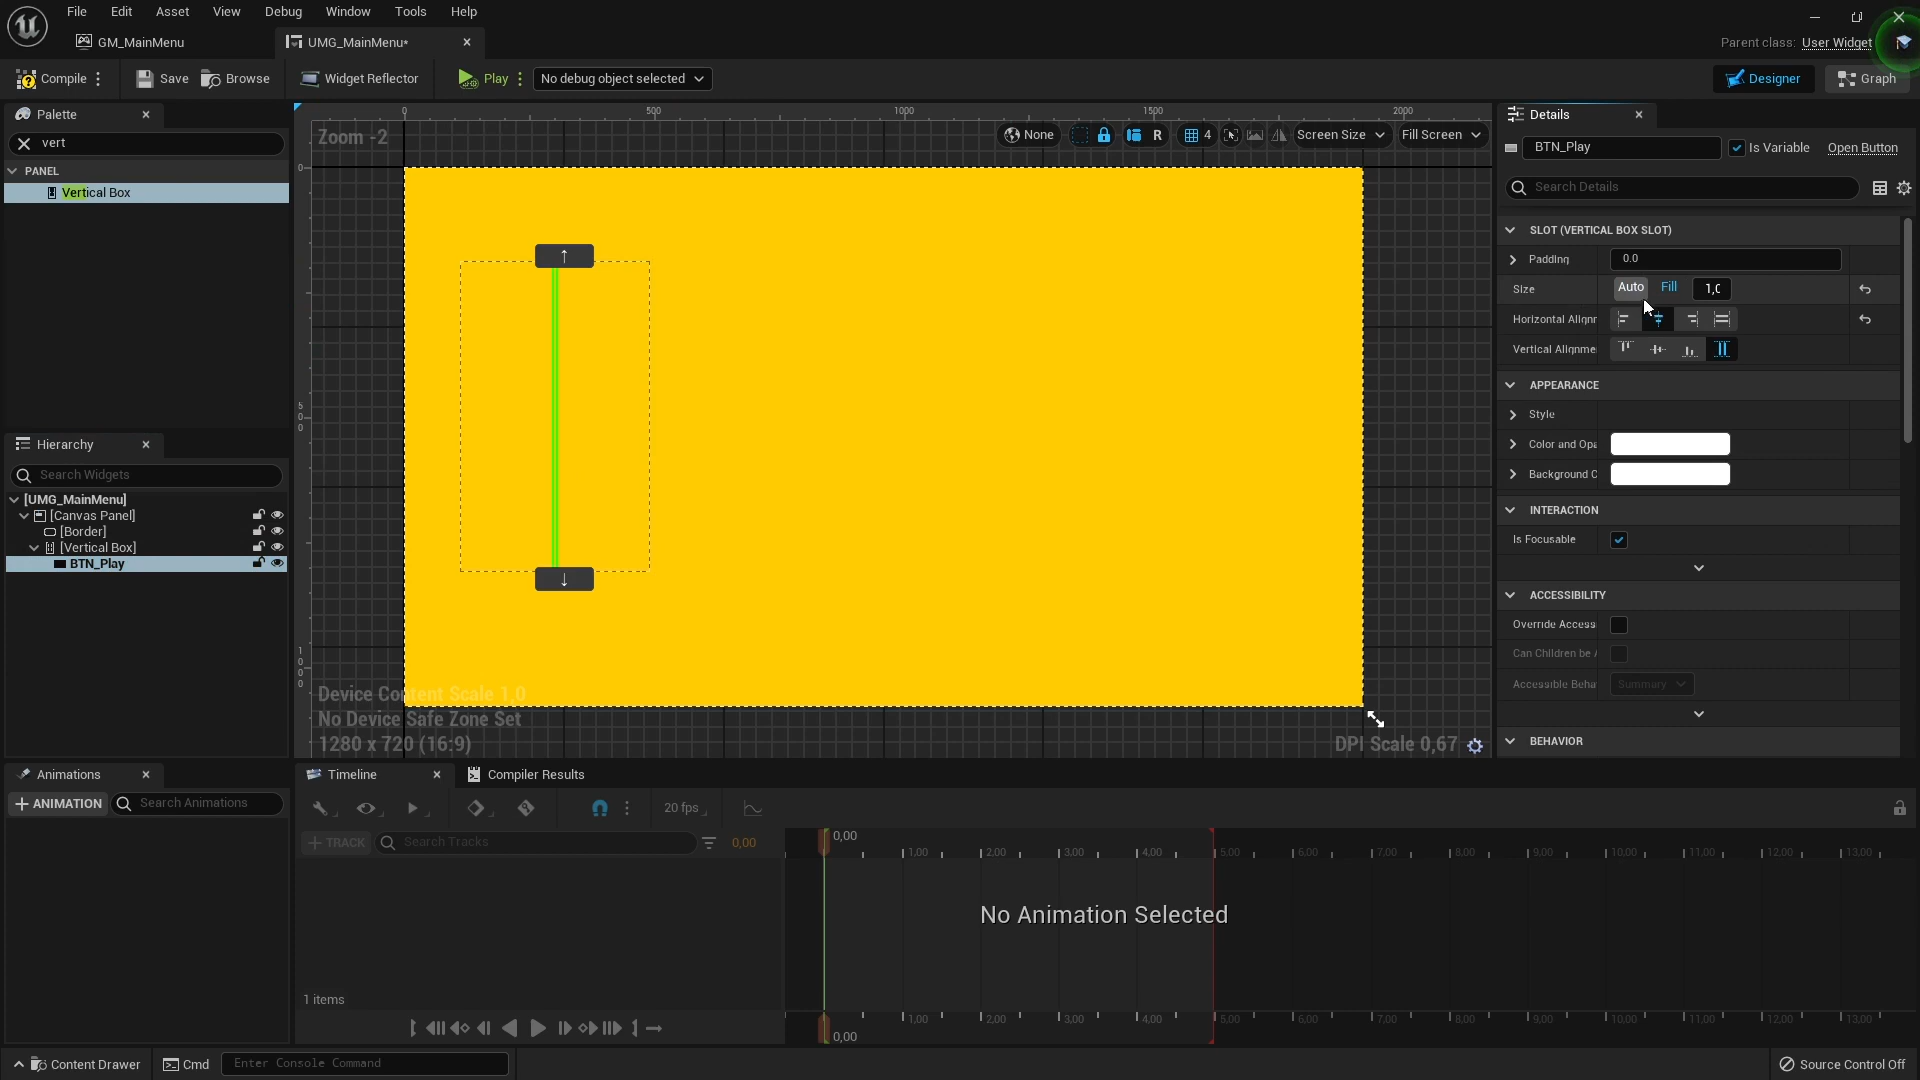 File Edit Asset View Debug Window Tools Help
GM_MainMenu
UMG_MainMenu*
Parent class: User Widget
Compile
Save
Browse
Widget Reflector
Play
No debug object selected
Designer
Graph
Palette
vert
PANEL
Vertical Box
Hierarchy
Search Widgets
[UMG_MainMenu]
[Canvas Panel]
[Border]
[Vertical Box]
BTN_Play
0 500 1000 1500 2000
Zoom -2
None
R
4
Screen Size
Fill Screen
0
500
1000
Device Content Scale 1,0
No Device Safe Zone Set
1280 x 720 (16:9)
DPI Scale 0,67
Details
BTN_Play
Is Variable
Open Button
Search Details
SLOT (VERTICAL BOX SLOT)
Padding 0.0
Size Auto Fill 1,0
Horizontal Alignm
Vertical Alignme
APPEARANCE
Style
Color and Opa
Background C
INTERACTION
Is Focusable
ACCESSIBILITY
Override Access
Can Children be A
Accessible Beha Summary
BEHAVIOR
Animations
ANIMATION
Search Animations
Timeline
Compiler Results
20 fps
TRACK
Search Tracks
0,00
0,00
1,00 2,00 3,00 4,00 5,00 6,00 7,00 8,00 9,00 10,00 11,00 12,00 13,00
No Animation Selected
1 items
1,00 2,00 3,00 4,00 5,00 6,00 7,00 8,00 9,00 10,00 11,00 12,00 13,00
0,00
Content Drawer
Cmd
Enter Console Command
Source Control Off